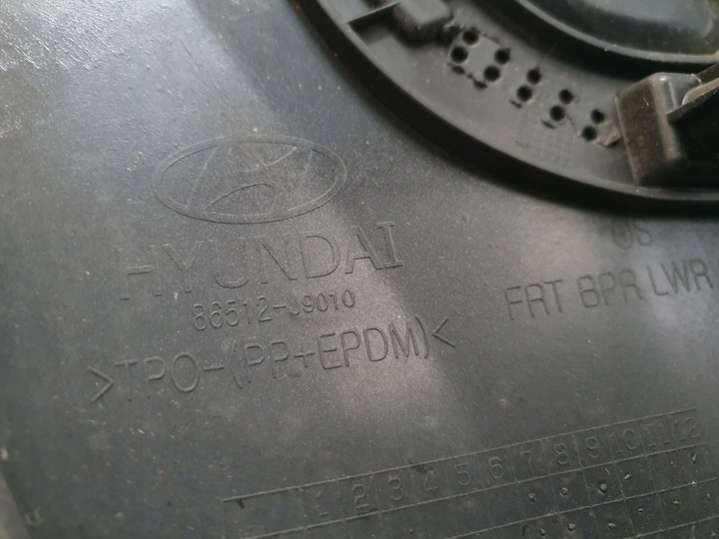 HYUNDAI
86512-J9010
>TPO-(PP+EPDM)<
OS
FRT BPR LWR
1 2 3 4 5 6 7 8 9 10 11 12